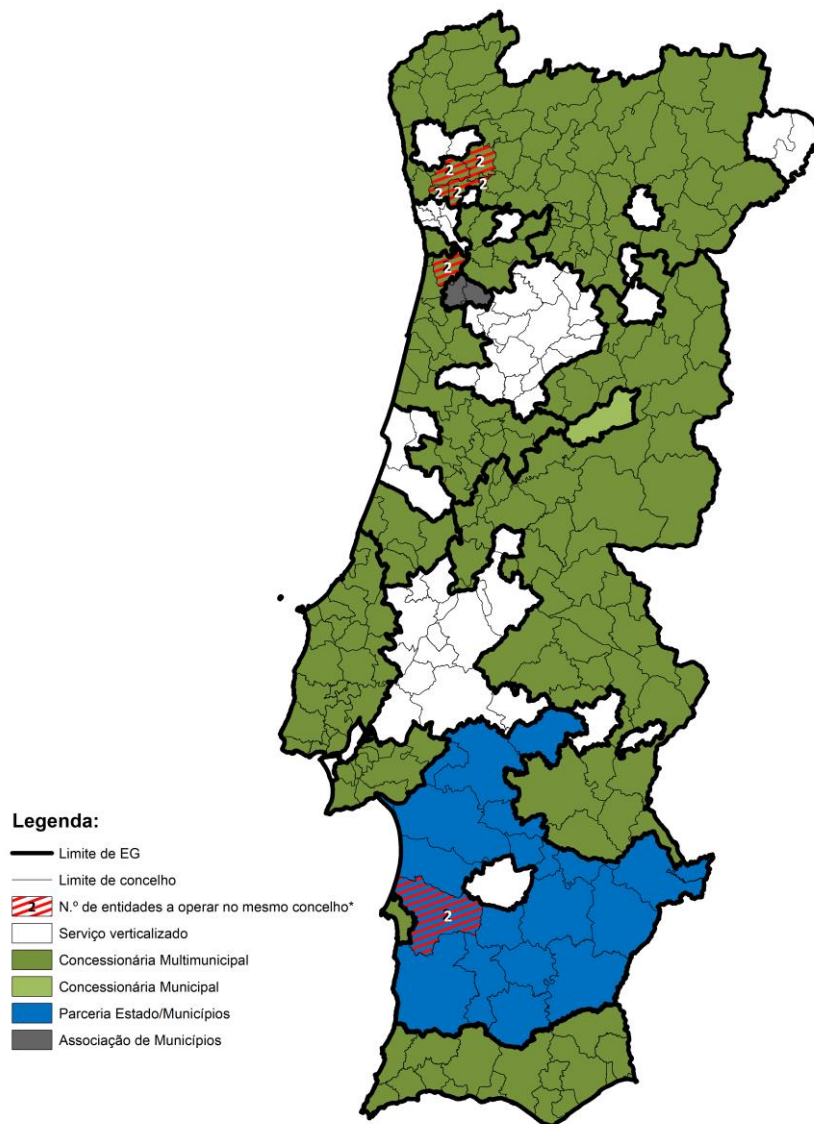 2
2
2
2
2
2
2
Legenda:
Limite de EG
Limite de concelho
2 N.º de entidades a operar no mesmo concelho*
Serviço verticalizado
Concessionária Multimunicipal
Concessionária Municipal
Parceria Estado/Municípios
Associação de Municípios